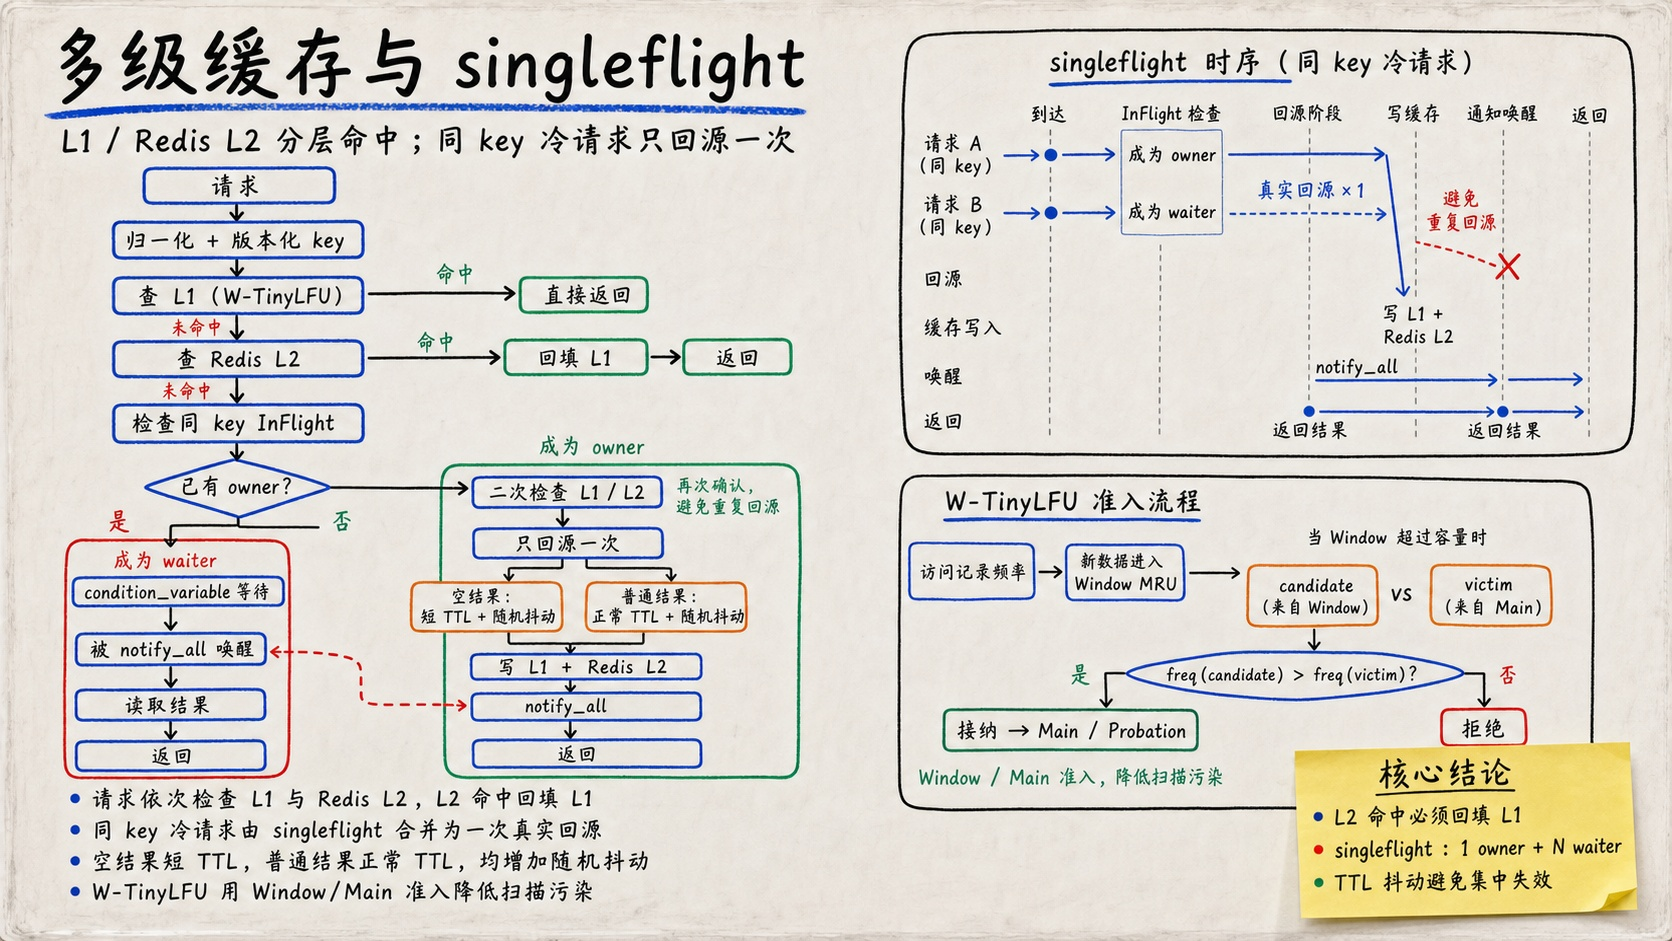 多级缓存与 singleflight
L1 / Redis L2 分层命中；同 key 冷请求只回源一次
请求
归一化 + 版本化 key
查 L1 (W-TinyLFU)
命中
直接返回
未命中
查 Redis L2
命中
回填 L1
返回
未命中
检查同 key InFlight
已有 owner?
是
否
成为 waiter
condition_variable 等待
被 notify_all 唤醒
读取结果
返回
成为 owner
二次检查 L1 / L2
再次确认，
避免重复回源
只回源一次
空结果：
短 TTL + 随机抖动
普通结果：
正常 TTL + 随机抖动
写 L1 + Redis L2
notify_all
返回
请求依次检查 L1 与 Redis L2，L2 命中回填 L1
同 key 冷请求由 singleflight 合并为一次真实回源
空结果短 TTL，普通结果正常 TTL，均增加随机抖动
W-TinyLFU 用 Window/Main 准入降低扫描污染
singleflight 时序 (同 key 冷请求)
到达
InFlight 检查
回源阶段
写缓存
通知唤醒
返回
请求 A
(同 key)
成为 owner
请求 B
(同 key)
成为 waiter
真实回源 × 1
避免
重复回源
回源
缓存写入
写 L1 +
Redis L2
唤醒
notify_all
返回
返回结果
返回结果
W-TinyLFU 准入流程
当 Window 超过容量时
访问记录频率
新数据进入
Window MRU
candidate
(来自 Window)
vs
victim
(来自 Main)
freq(candidate) > freq(victim)?
是
否
接纳 → Main / Probation
拒绝
Window / Main 准入，降低扫描污染
核心结论
L2 命中必须回填 L1
singleflight : 1 owner + N waiter
TTL 抖动避免集中失效